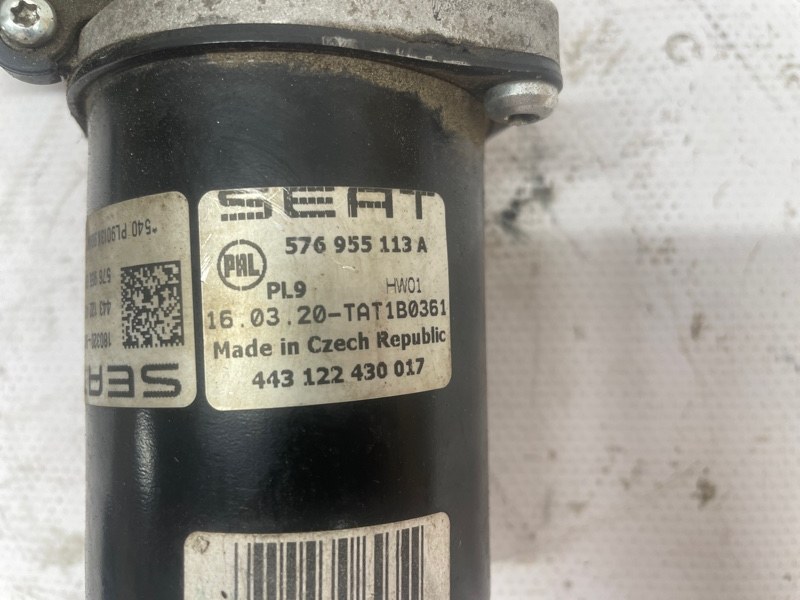 SEAT
576 955 113 A
PAL
PL9 HW01
16.03.20-TAT1B0361
Made in Czech Republic
443 122 430 017
SEA